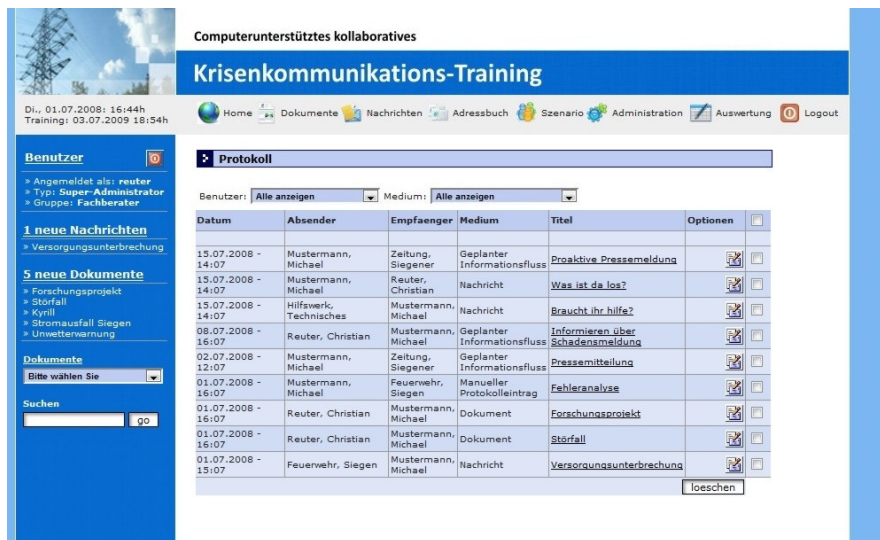 Computerunterstütztes kollaboratives
Krisenkommunikations-Training
Di., 01.07.2008: 16:44h
Training: 03.07.2009 18:54h
Home Dokumente Nachrichten Adressbuch Szenario Administration Auswertung Logout
Benutzer
» Angemeldet als: reuter
» Typ: Super-Administrator
» Gruppe: Fachberater
1 neue Nachrichten
» Versorgungsunterbrechung
5 neue Dokumente
» Forschungsprojekt
» Störfall
» Kyrill
» Stromausfall Siegen
» Unwetterwarnung
Dokumente
Bitte wählen Sie
Suchen
go
Protokoll
Benutzer: Alle anzeigen Medium: Alle anzeigen
Datum Absender Empfaenger Medium Titel Optionen
15.07.2008 - Mustermann, Zeitung, Geplanter Proaktive Pressemeldung
14:07 Michael Siegener Informationsfluss
15.07.2008 - Mustermann, Reuter, Nachricht Was ist da los?
14:07 Michael Christian
15.07.2008 - Hilfswerk, Mustermann, Nachricht Braucht ihr hilfe?
14:07 Technisches Michael
08.07.2008 - Reuter, Christian Mustermann, Geplanter Informieren über
16:07 Michael Informationsfluss Schadensmeldung
02.07.2008 - Mustermann, Zeitung, Geplanter Pressemitteilung
12:07 Michael Siegener Informationsfluss
01.07.2008 - Mustermann, Feuerwehr, Manueller Fehleranalyse
16:07 Michael Siegen Protokolleintrag
01.07.2008 - Reuter, Christian Mustermann, Dokument Forschungsprojekt
16:07 Michael
01.07.2008 - Reuter, Christian Mustermann, Dokument Störfall
16:07 Michael
01.07.2008 - Feuerwehr, Siegen Mustermann, Nachricht Versorgungsunterbrechung
15:07 Michael
loeschen